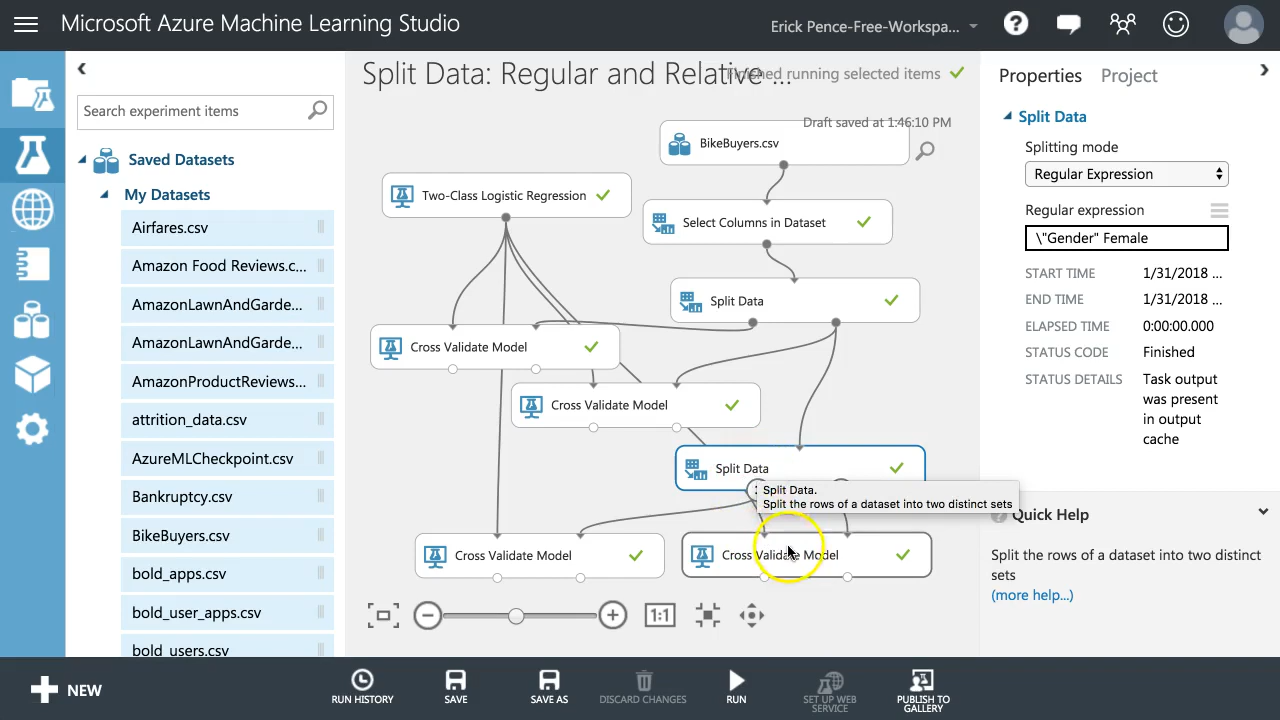 Microsoft Azure Machine Learning Studio
Erick Pence-Free-Workspa...
Search experiment items
Saved Datasets
My Datasets
Airfares.csv
Amazon Food Reviews.c...
AmazonLawnAndGarde...
AmazonLawnAndGarde...
AmazonProductReviews...
attrition_data.csv
AzureMLCheckpoint.csv
Bankruptcy.csv
BikeBuyers.csv
bold_apps.csv
bold_user_apps.csv
bold_users.csv
Split Data: Regular and Relative ...
Finished running selected items
Draft saved at 1:46:10 PM
BikeBuyers.csv
Two-Class Logistic Regression
Select Columns in Dataset
Split Data
Cross Validate Model
Cross Validate Model
Split Data
Split Data.
Split the rows of a dataset into two distinct sets
Cross Validate Model
Cross Validate Model
1:1
Properties
Project
Split Data
Splitting mode
Regular Expression
Regular expression
\"Gender" Female
START TIME 1/31/2018 ...
END TIME 1/31/2018 ...
ELAPSED TIME 0:00:00.000
STATUS CODE Finished
STATUS DETAILS Task output
was present
in output
cache
Quick Help
Split the rows of a dataset into two distinct
sets
(more help...)
NEW
RUN HISTORY
SAVE
SAVE AS
DISCARD CHANGES
RUN
SET UP WEB
SERVICE
PUBLISH TO
GALLERY